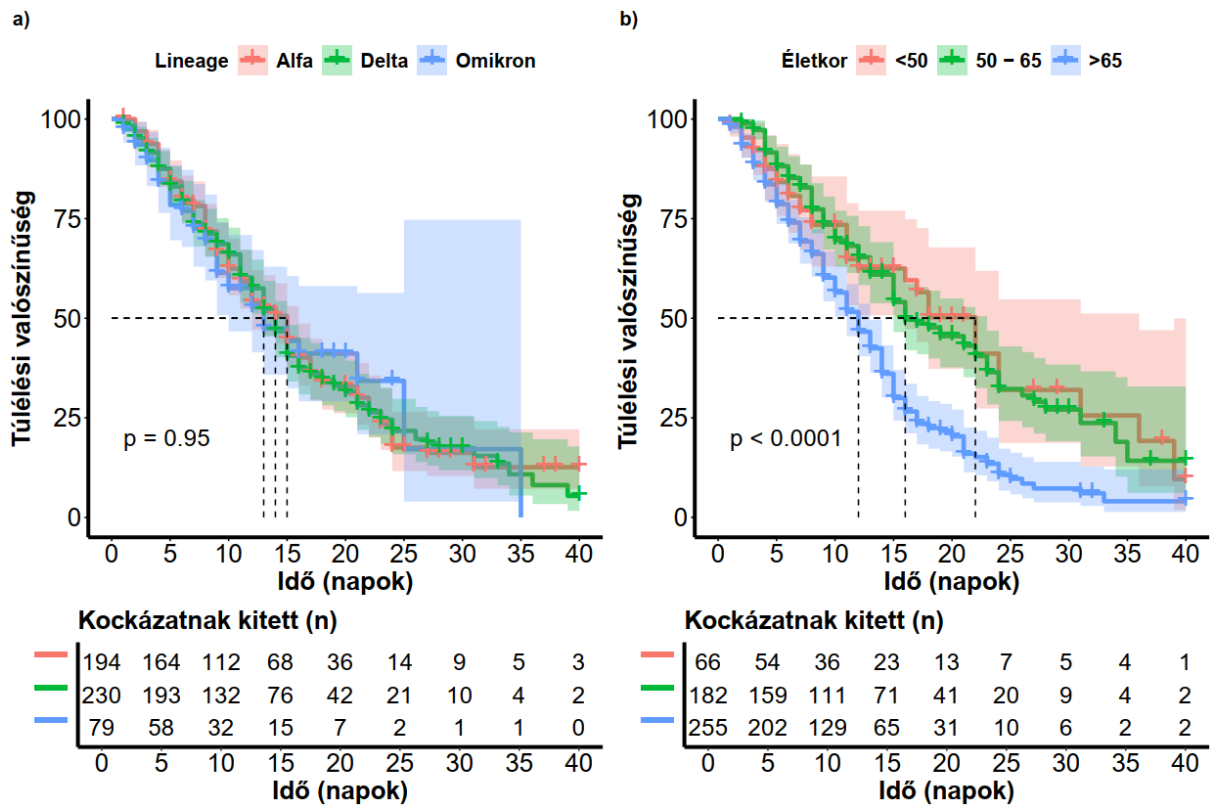 a)
Lineage Alfa Delta Omikron
Túlélési valószínűség
100
75
50
25
0
p = 0.95
0 5 10 15 20 25 30 35 40
Idő (napok)
Kockázatnak kitett (n)
194 164 112 68 36 14 9 5 3
230 193 132 76 42 21 10 4 2
79 58 32 15 7 2 1 1 0
0 5 10 15 20 25 30 35 40
Idő (napok)
b)
Életkor <50 50 − 65 >65
Túlélési valószínűség
100
75
50
25
0
p < 0.0001
0 5 10 15 20 25 30 35 40
Idő (napok)
Kockázatnak kitett (n)
66 54 36 23 13 7 5 4 1
182 159 111 71 41 20 9 4 2
255 202 129 65 31 10 6 2 2
0 5 10 15 20 25 30 35 40
Idő (napok)